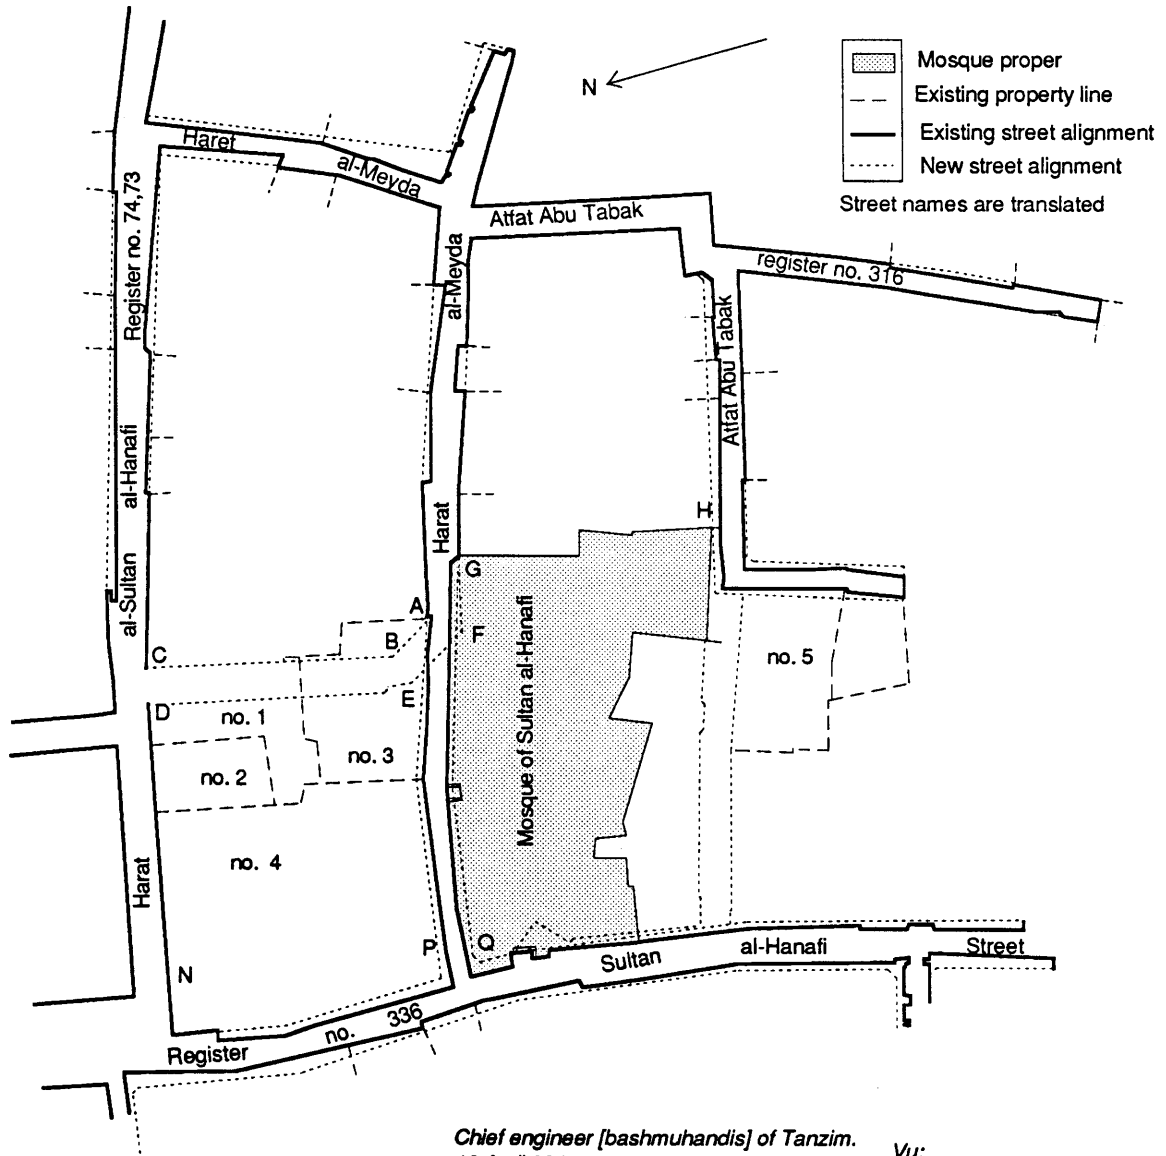 N
Mosque proper
Existing property line
Existing street alignment
New street alignment
Street names are translated
Haret
al-Meyda
Register no. 74,73
al-Hanafi
al-Sultan
Harat
Atfat Abu Tabak
al-Meyda
Harat
register no. 316
Atfat Abu Tabak
H
G
A
F
B
C
E
D
no. 1
no. 2
no. 3
no. 4
no. 5
Mosque of Sultan al-Hanafi
N
P
Q
Register no. 336 Sultan al-Hanafi Street
Chief engineer [bashmuhandis] of Tanzim.
Vu: